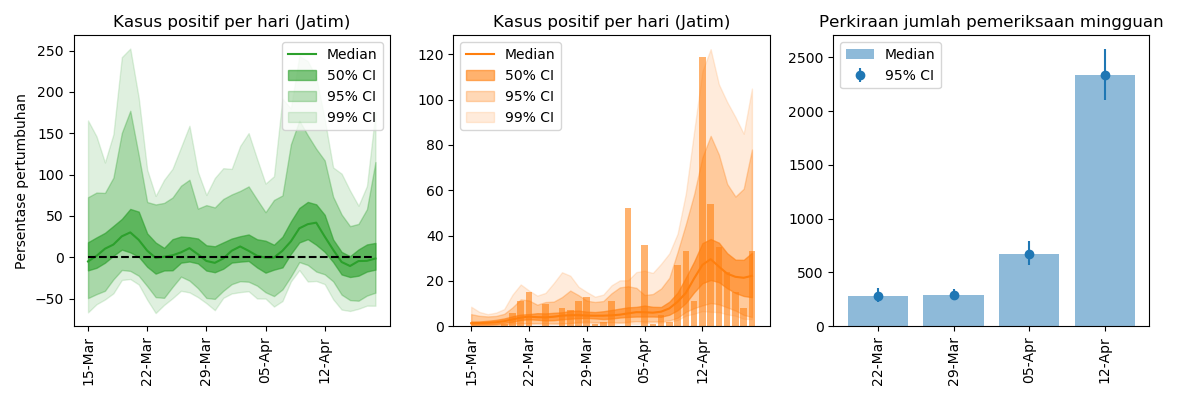 Kasus positif per hari (Jatim)
Persentase pertumbuhan
250
200
150
100
50
0
−50
Median
50% CI
95% CI
99% CI
15-Mar
22-Mar
29-Mar
05-Apr
12-Apr
Kasus positif per hari (Jatim)
120
100
80
60
40
20
0
Median
50% CI
95% CI
99% CI
15-Mar
22-Mar
29-Mar
05-Apr
12-Apr
Perkiraan jumlah pemeriksaan mingguan
2500
2000
1500
1000
500
0
Median
95% CI
22-Mar
29-Mar
05-Apr
12-Apr